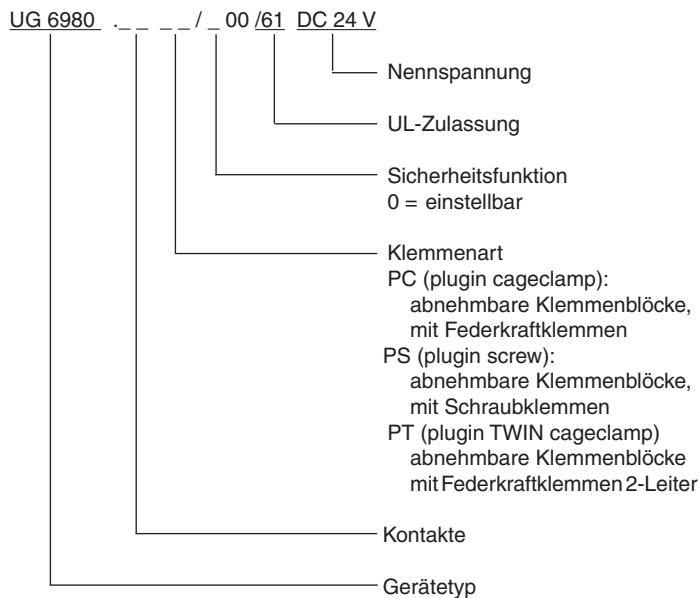 UG 6980 ._ _ _ _ / _ 00 /61 DC 24 V
Nennspannung
UL-Zulassung
Sicherheitsfunktion
0 = einstellbar
Klemmenart
PC (plugin cageclamp):
abnehmbare Klemmenblöcke,
mit Federkraftklemmen
PS (plugin screw):
abnehmbare Klemmenblöcke,
mit Schraubklemmen
PT (plugin TWIN cageclamp)
abnehmbare Klemmenblöcke
mit Federkraftklemmen 2-Leiter
Kontakte
Gerätetyp